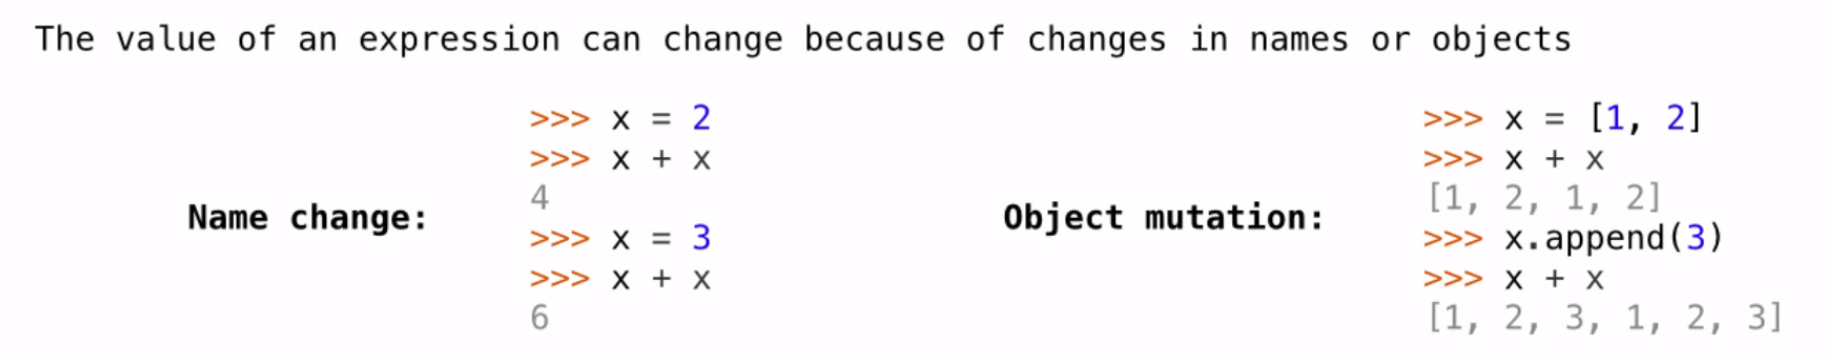 The value of an expression can change because of changes in names or objects
Name change:
>>> x = 2
>>> x + x
4
>>> x = 3
>>> x + x
6
Object mutation:
>>> x = [1, 2]
>>> x + x
[1, 2, 1, 2]
>>> x.append(3)
>>> x + x
[1, 2, 3, 1, 2, 3]